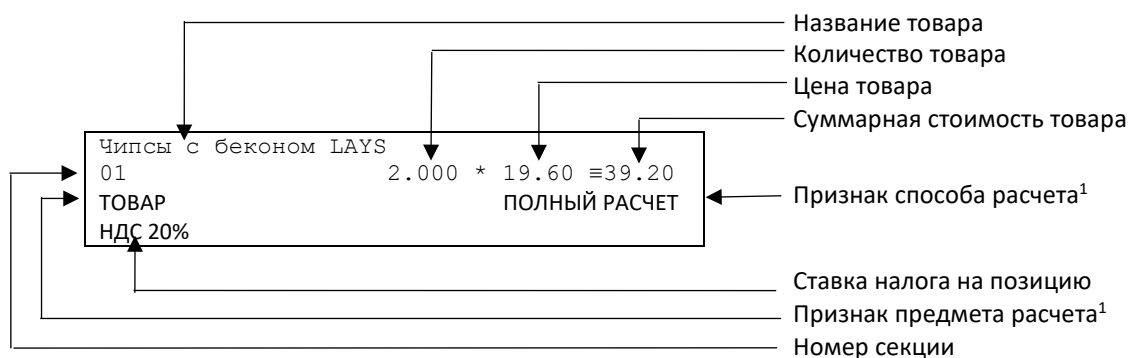 Название товара
Количество товара
Цена товара
Суммарная стоимость товара
Чипсы с беконом LAYS
01 2.000 * 19.60 ≡39.20
ТОВАР ПОЛНЫЙ РАСЧЕТ
Признак способа расчета¹
НДС 20%
Ставка налога на позицию
Признак предмета расчета¹
Номер секции